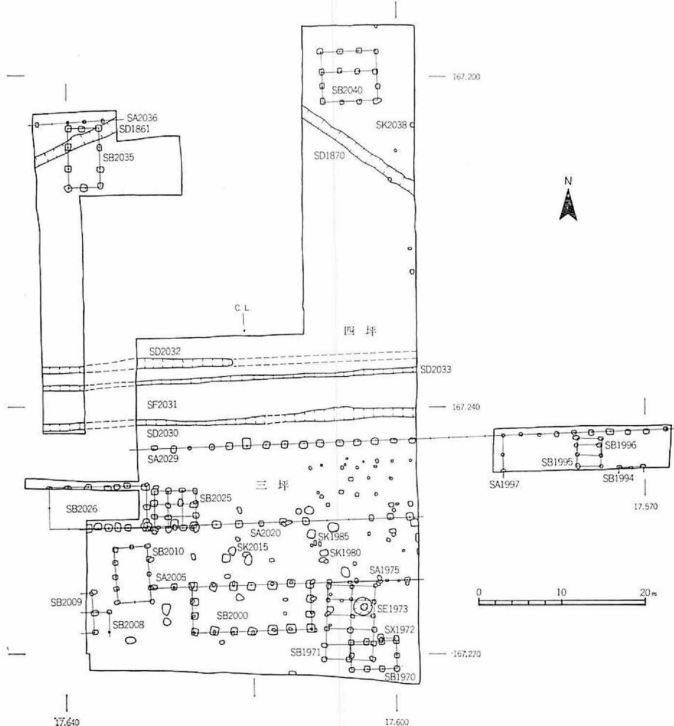 167.200
SB2040
SA2036
SD1861
SB2035
SK2038
SD1870
N
C.L.
四坪
SD2032
SD2033
SF2031
167.240
SD2030
SA2029
SB1996
SB1995
SA1997
SB1994
三坪
SB2025
SB2026
17.570
SA2020
SK1985
SK2015
SK1980
SB2010
SA2005
SA1975
SB2009
SE1973
SB2008
SB2000
SX1972
SB1971
SB1970
0 10 20m
167.270
17.640
17.600